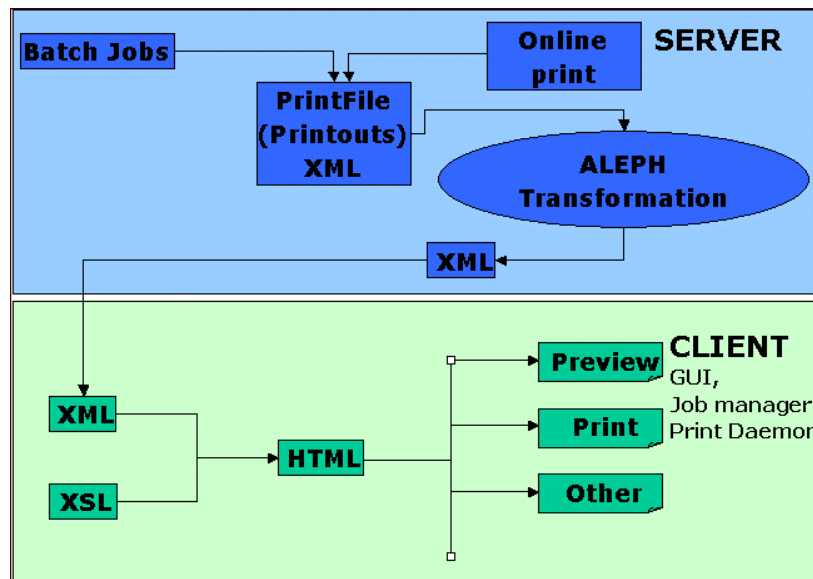 Batch Jobs
Online
print
SERVER
PrintFile
(Printouts)
XML
ALEPH
Transformation
XML
XML
XSL
HTML
Preview
Print
Other
CLIENT
GUI,
Job manager
Print Daemon